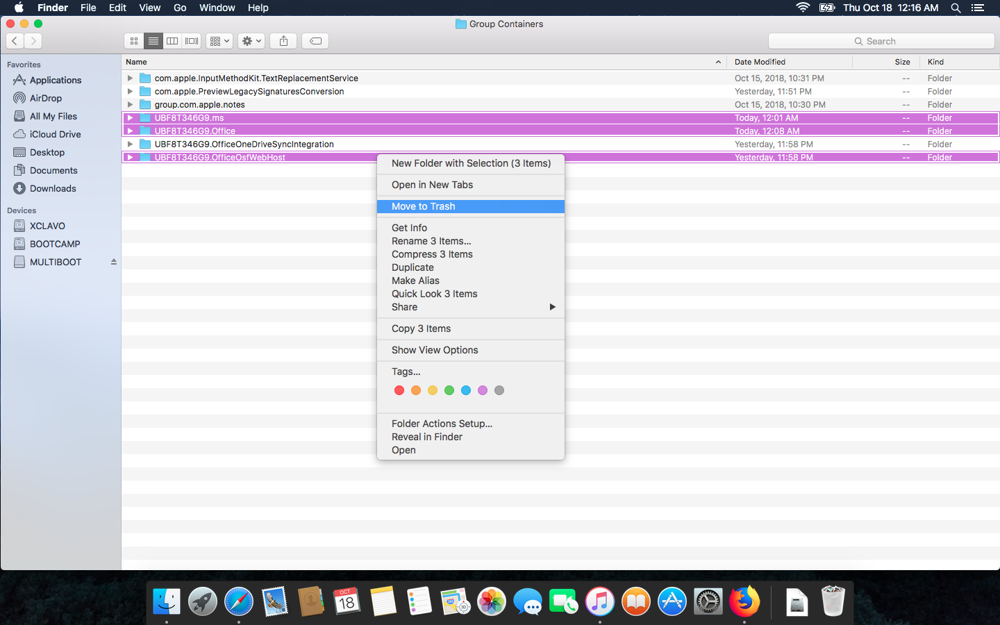 Finder File Edit View Go Window Help Thu Oct 18 12:16 AM
Group Containers
Search
Favorites
Applications
AirDrop
All My Files
iCloud Drive
Desktop
Documents
Downloads
Devices
XCLAVO
BOOTCAMP
MULTIBOOT
Name Date Modified Size Kind
com.apple.InputMethodKit.TextReplacementService Oct 15, 2018, 10:31 PM -- Folder
com.apple.PreviewLegacySignaturesConversion Yesterday, 11:51 PM -- Folder
group.com.apple.notes Oct 15, 2018, 10:30 PM -- Folder
UBF8T346G9.ms Today, 12:01 AM -- Folder
UBF8T346G9.Office Today, 12:08 AM -- Folder
UBF8T346G9.OfficeOneDriveSyncIntegration Yesterday, 11:58 PM -- Folder
UBF8T346G9.OfficeOsfWebHost Yesterday, 11:58 PM -- Folder
New Folder with Selection (3 Items)
Open in New Tabs
Move to Trash
Get Info
Rename 3 Items...
Compress 3 Items
Duplicate
Make Alias
Quick Look 3 Items
Share
Copy 3 Items
Show View Options
Tags...
Folder Actions Setup...
Reveal in Finder
Open
OCT
18